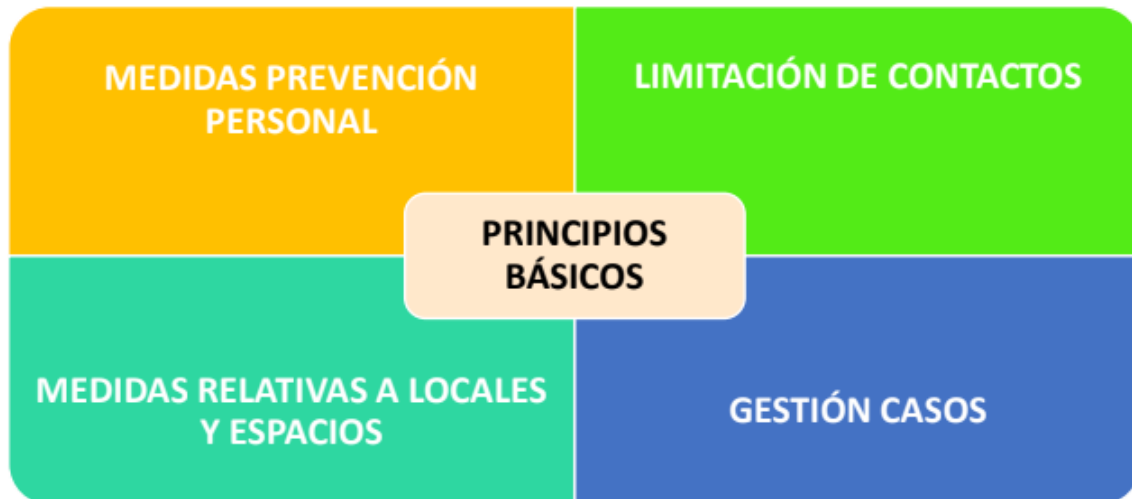 MEDIDAS PREVENCIÓN
PERSONAL
LIMITACIÓN DE CONTACTOS
PRINCIPIOS
BÁSICOS
MEDIDAS RELATIVAS A LOCALES
Y ESPACIOS
GESTIÓN CASOS